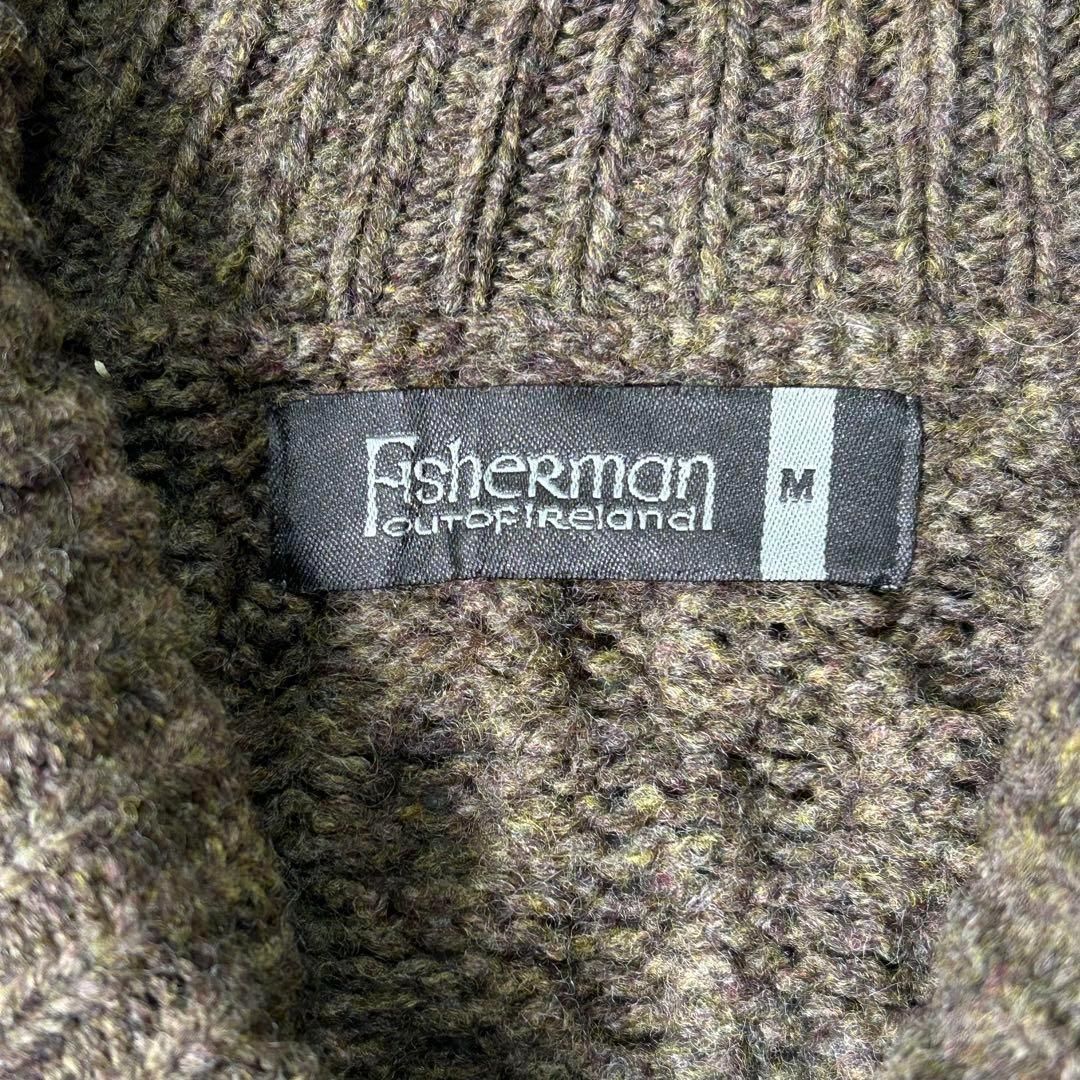 Fisherman
OUT OF IReland
M